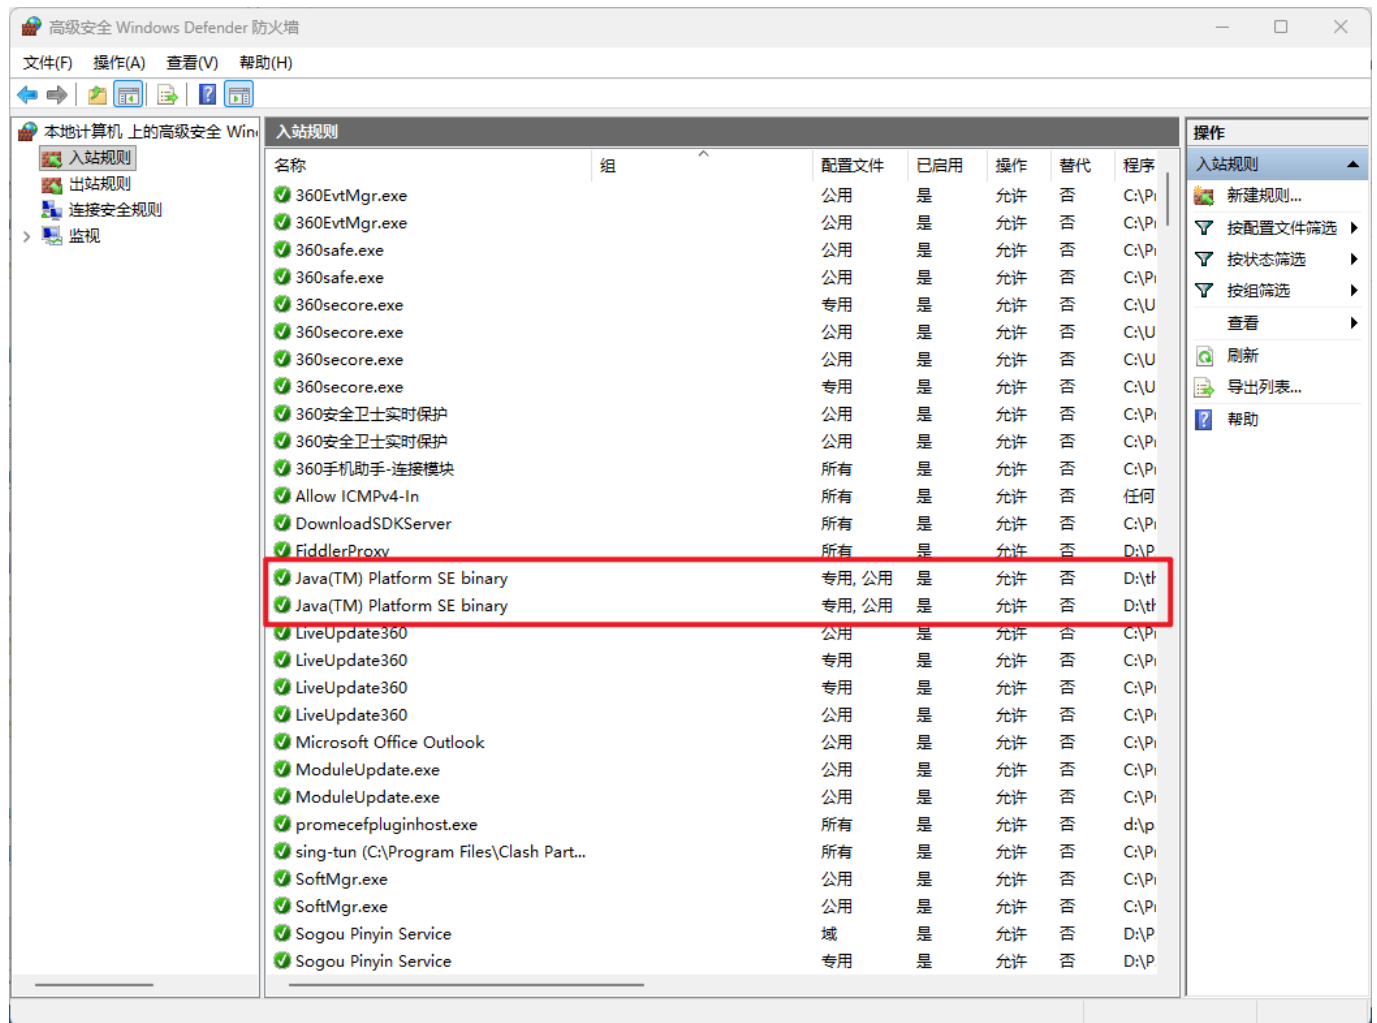 高级安全 Windows Defender 防火墙
文件(F) 操作(A) 查看(V) 帮助(H)
本地计算机 上的高级安全 Win
入站规则
出站规则
连接安全规则
监视
入站规则
名称 组 配置文件 已启用 操作 替代 程序
360EvtMgr.exe 公用 是 允许 否 C:\P
360EvtMgr.exe 公用 是 允许 否 C:\P
360safe.exe 公用 是 允许 否 C:\P
360safe.exe 公用 是 允许 否 C:\P
360secore.exe 专用 是 允许 否 C:\U
360secore.exe 公用 是 允许 否 C:\U
360secore.exe 公用 是 允许 否 C:\U
360secore.exe 专用 是 允许 否 C:\U
360安全卫士实时保护 公用 是 允许 否 C:\P
360安全卫士实时保护 公用 是 允许 否 C:\P
360手机助手-连接模块 所有 是 允许 否 C:\P
Allow ICMPv4-In 所有 是 允许 否 任何
DownloadSDKServer 所有 是 允许 否 C:\P
FiddlerProxy 所有 是 允许 否 D:\P
Java(TM) Platform SE binary 专用, 公用 是 允许 否 D:\th
Java(TM) Platform SE binary 专用, 公用 是 允许 否 D:\th
LiveUpdate360 公用 是 允许 否 C:\P
LiveUpdate360 专用 是 允许 否 C:\P
LiveUpdate360 专用 是 允许 否 C:\P
LiveUpdate360 公用 是 允许 否 C:\P
Microsoft Office Outlook 公用 是 允许 否 C:\P
ModuleUpdate.exe 公用 是 允许 否 C:\P
ModuleUpdate.exe 公用 是 允许 否 C:\P
promecefpluginhost.exe 所有 是 允许 否 d:\p
sing-tun (C:\Program Files\Clash Part... 所有 是 允许 否 C:\P
SoftMgr.exe 公用 是 允许 否 C:\P
SoftMgr.exe 公用 是 允许 否 C:\P
Sogou Pinyin Service 域 是 允许 否 D:\P
Sogou Pinyin Service 专用 是 允许 否 D:\P
操作
入站规则
新建规则...
按配置文件筛选
按状态筛选
按组筛选
查看
刷新
导出列表...
帮助